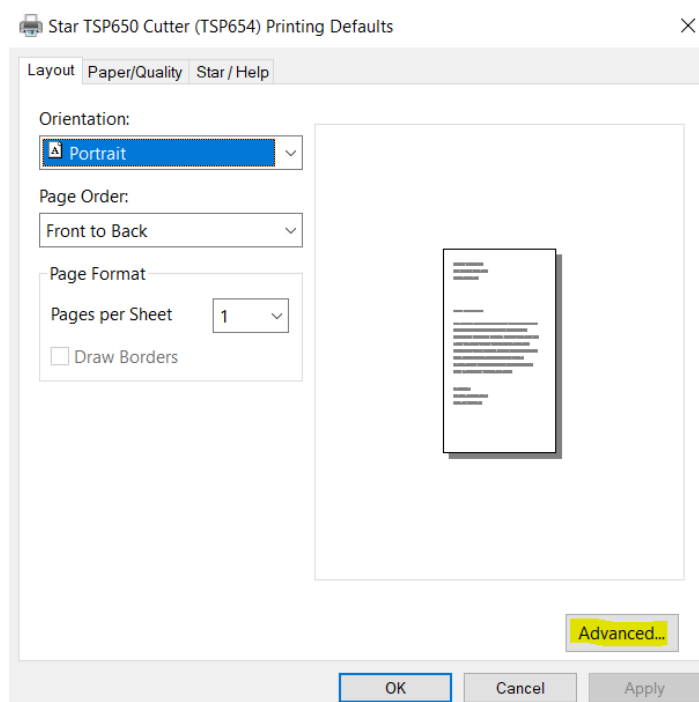 Star TSP650 Cutter (TSP654) Printing Defaults
Layout Paper/Quality Star / Help
Orientation:
Portrait
Page Order:
Front to Back
Page Format
Pages per Sheet 1
Draw Borders
Advanced...
OK Cancel Apply